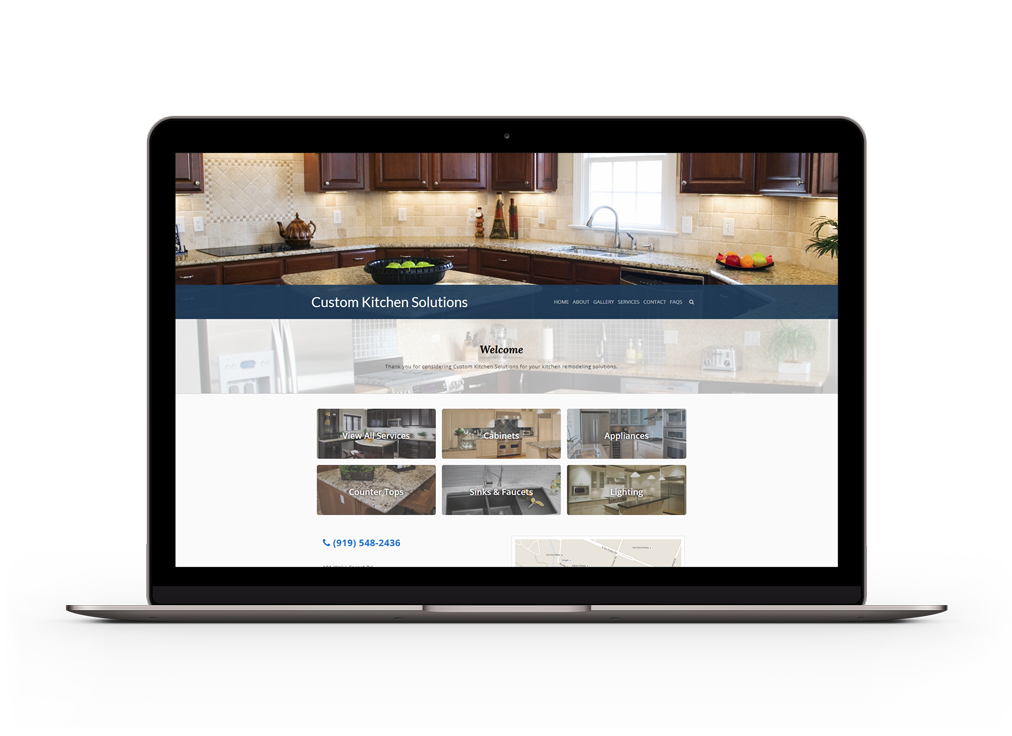 Custom Kitchen Solutions
HOME ABOUT GALLERY SERVICES CONTACT FAQS
Welcome
Thank you for considering Custom Kitchen Solutions for your kitchen remodeling solutions.
View All Services
Cabinets
Appliances
Counter Tops
Sinks & Faucets
Lighting
(919) 548-2436